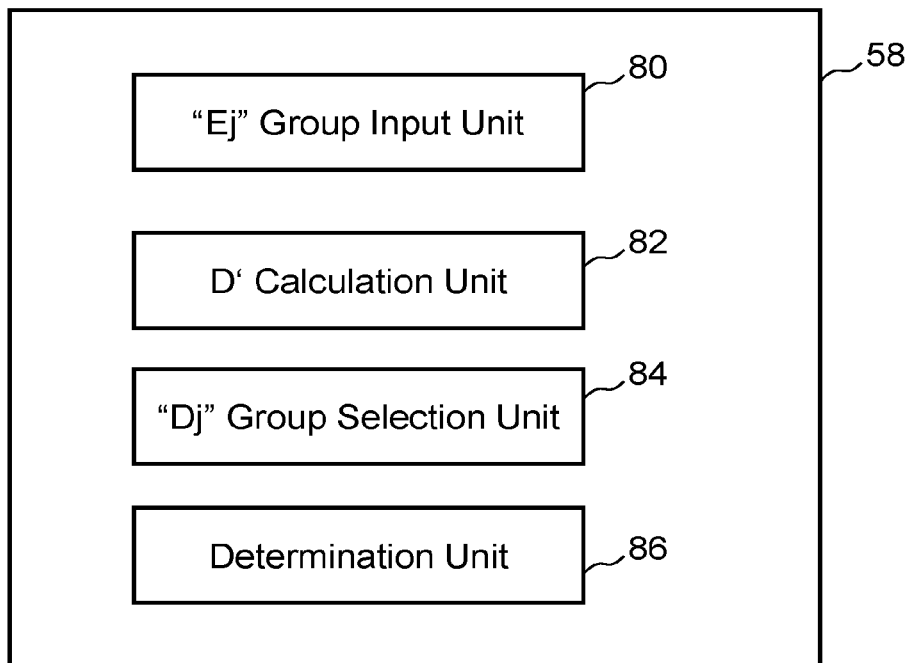 58
80
“Ej” Group Input Unit
82
D‘ Calculation Unit
84
“Dj” Group Selection Unit
Determination Unit
86